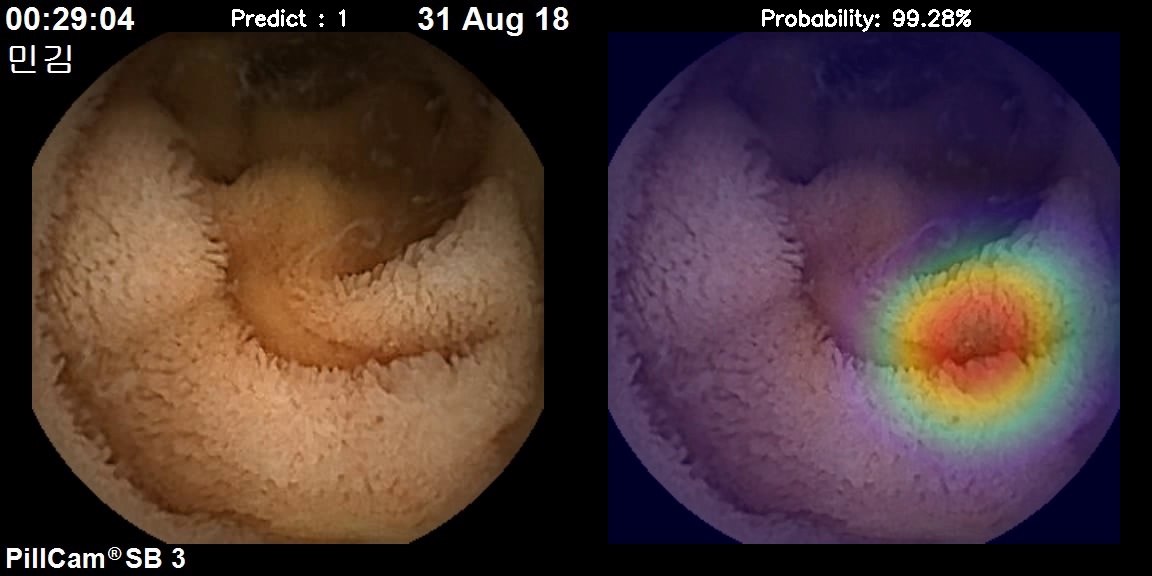 00:29:04
Predict : 1
31 Aug 18
Probability: 99.28%
민김
PillCam® SB 3